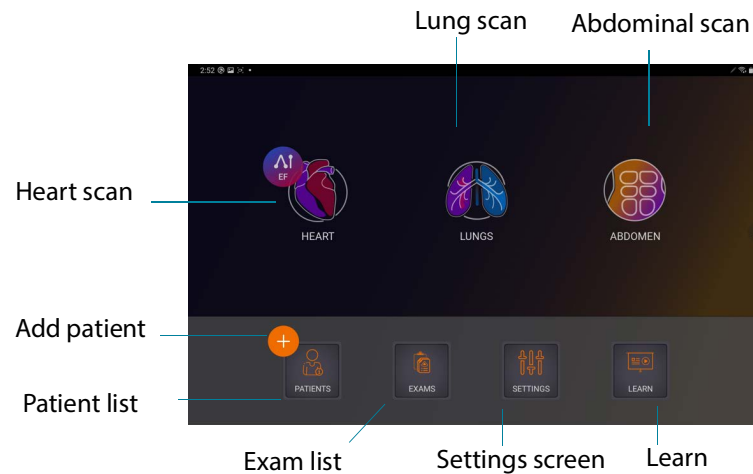 Lung scan
Abdominal scan
2:52
AI
EF
Heart scan
HEART
LUNGS
ABDOMEN
Add patient
PATIENTS
EXAMS
SETTINGS
LEARN
Patient list
Exam list
Settings screen
Learn